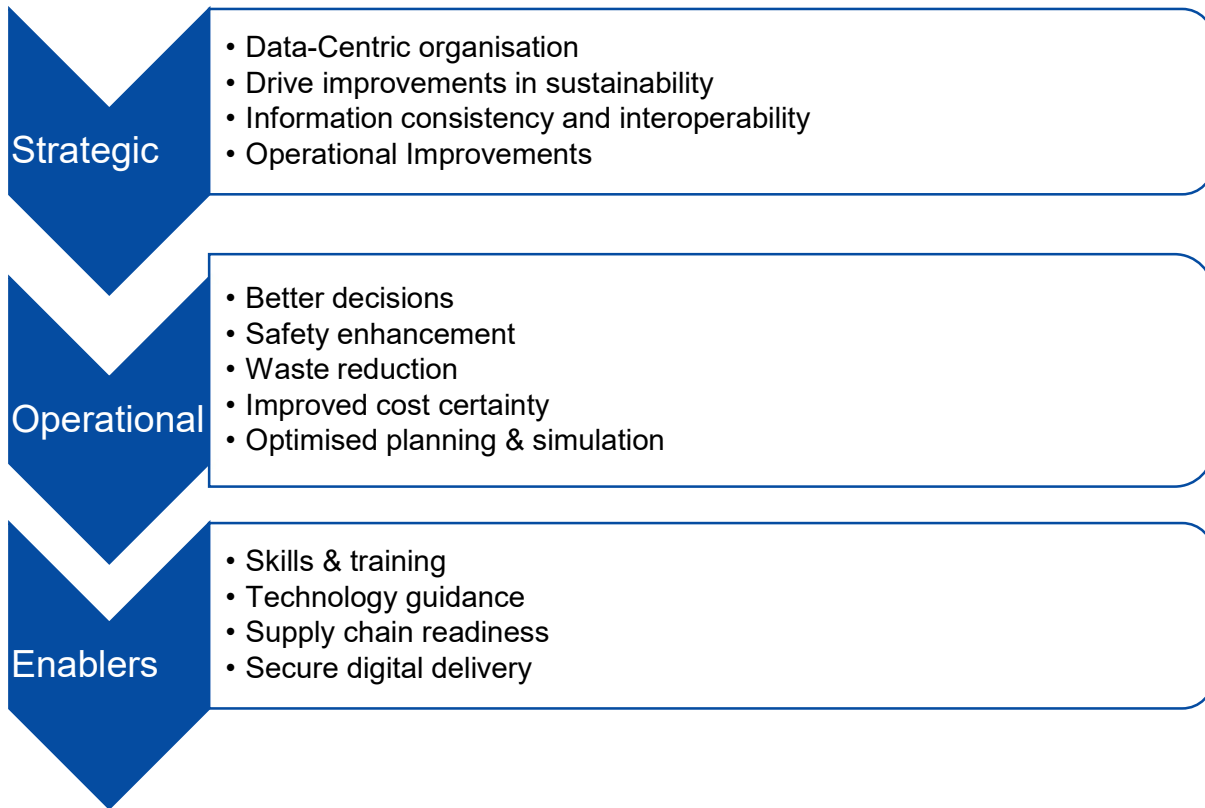 Strategic
• Data-Centric organisation
• Drive improvements in sustainability
• Information consistency and interoperability
• Operational Improvements
Operational
• Better decisions
• Safety enhancement
• Waste reduction
• Improved cost certainty
• Optimised planning & simulation
Enablers
• Skills & training
• Technology guidance
• Supply chain readiness
• Secure digital delivery